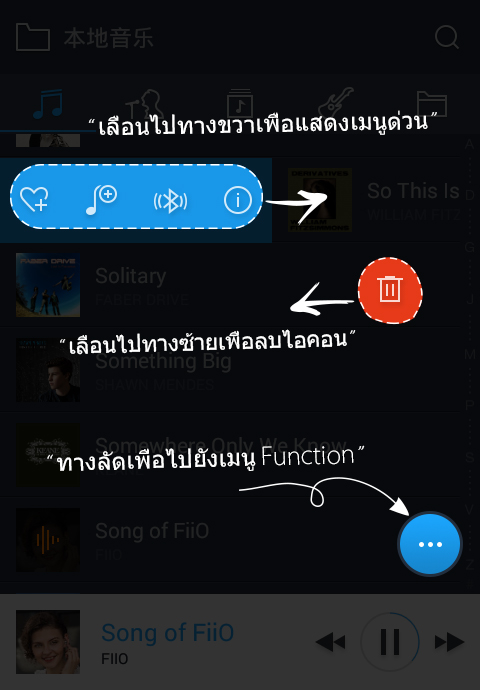 本地音乐
“เลื่อนไปทางขวาเพื่อแสดงเมนูด่วน”
A
So This Is
WILLIAM FITZ
G
Solitary
FABER DRIVE
J
“เลื่อนไปทางซ้ายเพื่อลบไอคอน”
M
Something Big
SHAWN MENDES
P
Somewhere Only We Know
“ทางลัดเพื่อไปยังเมนู Function”
S
V
Song of FiiO
FIIO
Z
Song of FiiO
FIIO